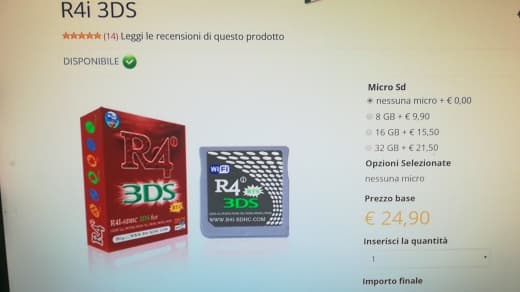 R4i 3DS
(14) Leggi le recensioni di questo prodotto
DISPONIBILE
Micro Sd
nessuna micro + € 0,00
8 GB + € 9,90
16 GB + € 15,50
32 GB + € 21,50
Opzioni Selezionate
nessuna micro
Prezzo base
€ 24,90
Inserisci la quantità
1
Importo finale
R4i
3DS
R4i-SDHC 3DS for
R4i
3DS
WiFi
R4i
3DS
WWW.R4I-SDHC.COM